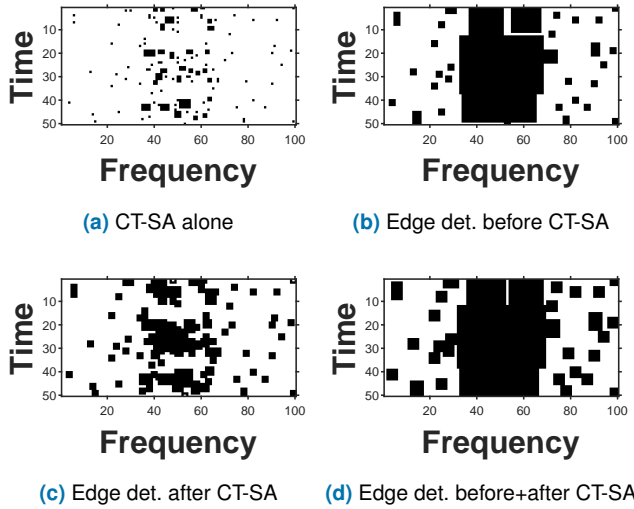 Time
10
20
30
40
50
20 40 60 80 100
Frequency
(a) CT-SA alone
Time
10
20
30
40
50
20 40 60 80 100
Frequency
(b) Edge det. before CT-SA
Time
10
20
30
40
50
20 40 60 80 100
Frequency
(c) Edge det. after CT-SA
Time
10
20
30
40
50
20 40 60 80 100
Frequency
(d) Edge det. before+after CT-SA